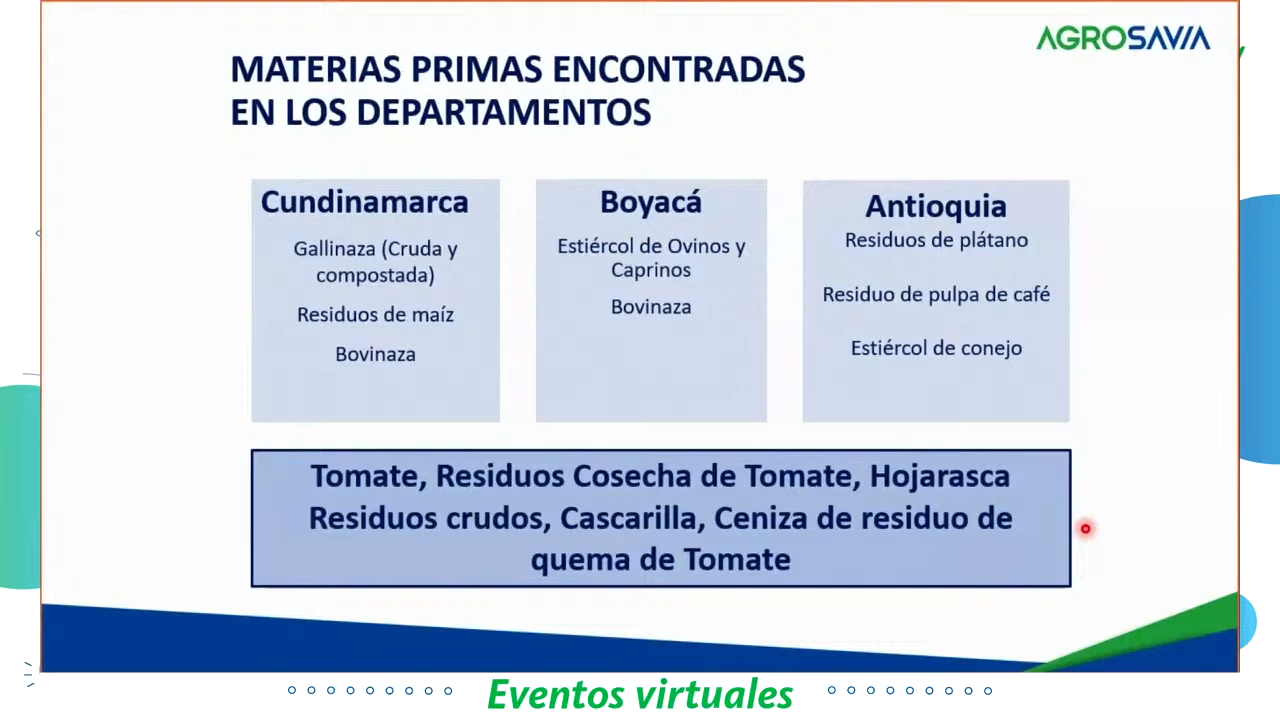 AGROSAVIA
MATERIAS PRIMAS ENCONTRADAS
EN LOS DEPARTAMENTOS
Cundinamarca
Gallinaza (Cruda y
compostada)
Residuos de maíz
Bovinaza
Boyacá
Estiércol de Ovinos y
Caprinos
Bovinaza
Antioquia
Residuos de plátano
Residuo de pulpa de café
Estiércol de conejo
Tomate, Residuos Cosecha de Tomate, Hojarasca
Residuos crudos, Cascarilla, Ceniza de residuo de
quema de Tomate
Eventos virtuales